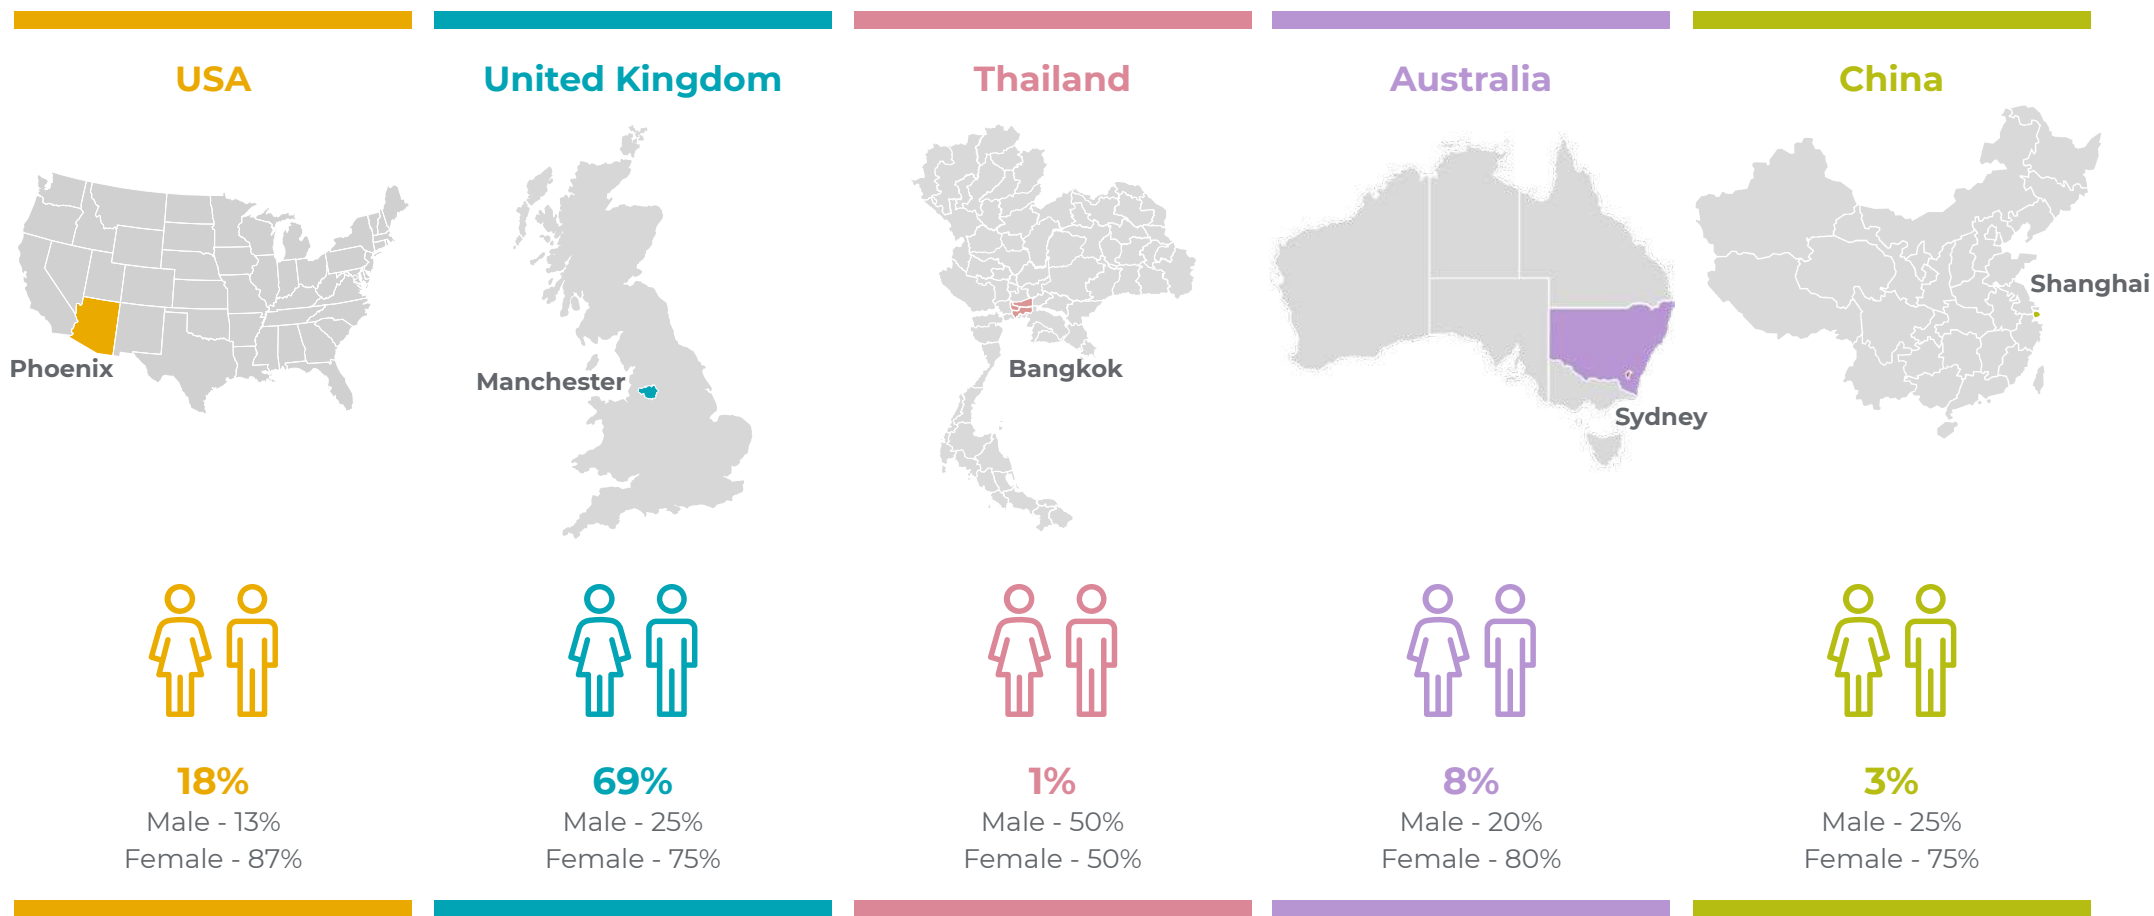 USA
Phoenix
18%
Male - 13%
Female - 87%
United Kingdom
Manchester
69%
Male - 25%
Female - 75%
Thailand
Bangkok
1%
Male - 50%
Female - 50%
Australia
Sydney
8%
Male - 20%
Female - 80%
China
Shanghai
3%
Male - 25%
Female - 75%